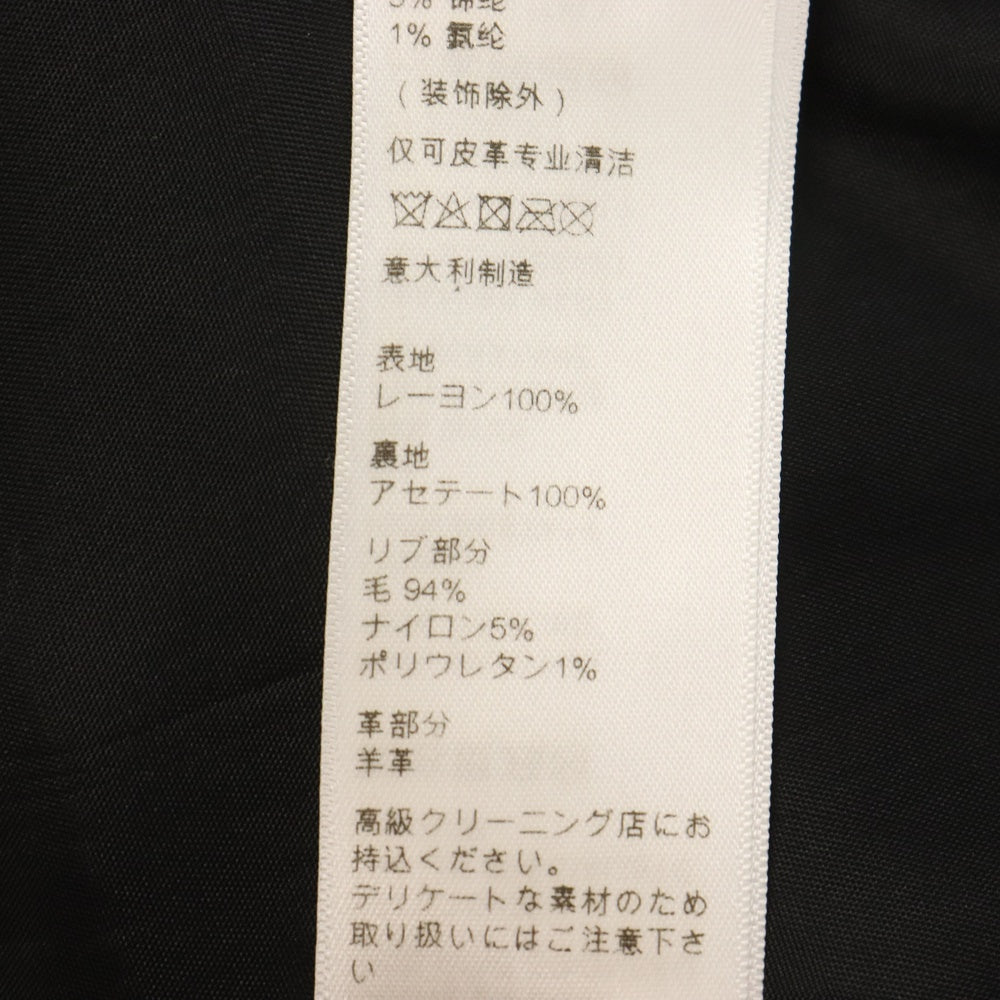 5% 锦纶
1% 氨纶
(装饰除外)
仅可皮革专业清洁
意大利制造
表地
レーヨン100%
裏地
アセテート100%
リブ部分
毛 94%
ナイロン5%
ポリウレタン1%
革部分
羊革
高級クリーニング店にお
持込ください。
デリケートな素材のため
取り扱いにはご注意下さ
い